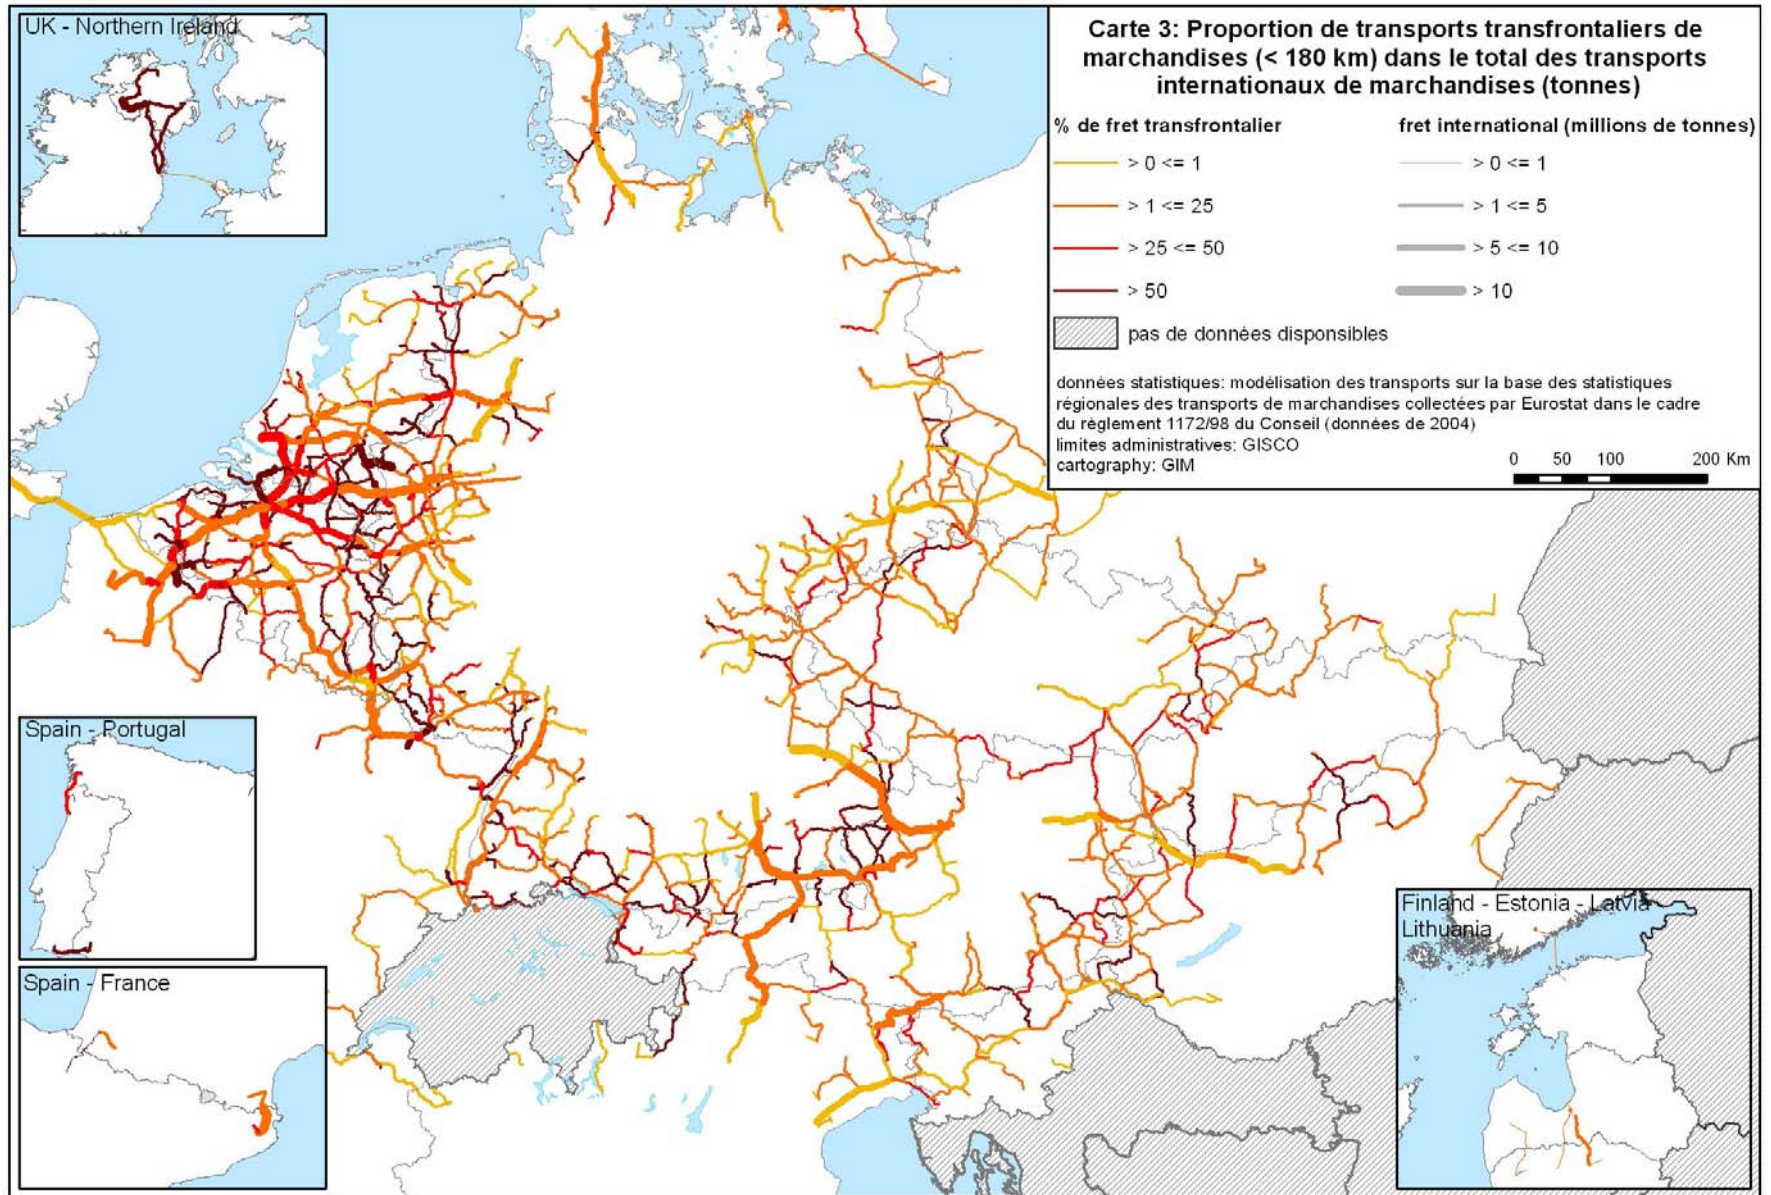 UK - Northern Ireland
Carte 3: Proportion de transports transfrontaliers de
marchandises (< 180 km) dans le total des transports
internationaux de marchandises (tonnes)
% de fret transfrontalier
fret international (millions de tonnes)
> 0 <= 1
> 0 <= 1
> 1 <= 25
> 1 <= 5
> 25 <= 50
> 5 <= 10
> 50
> 10
pas de données disponibles
données statistiques: modélisation des transports sur la base des statistiques
régionales des transports de marchandises collectées par Eurostat dans le cadre
du règlement 1172/98 du Conseil (données de 2004)
limites administratives: GISCO
cartography: GIM
0 50 100 200 Km
Spain - Portugal
Spain - France
Finland - Estonia - Latvia
Lithuania